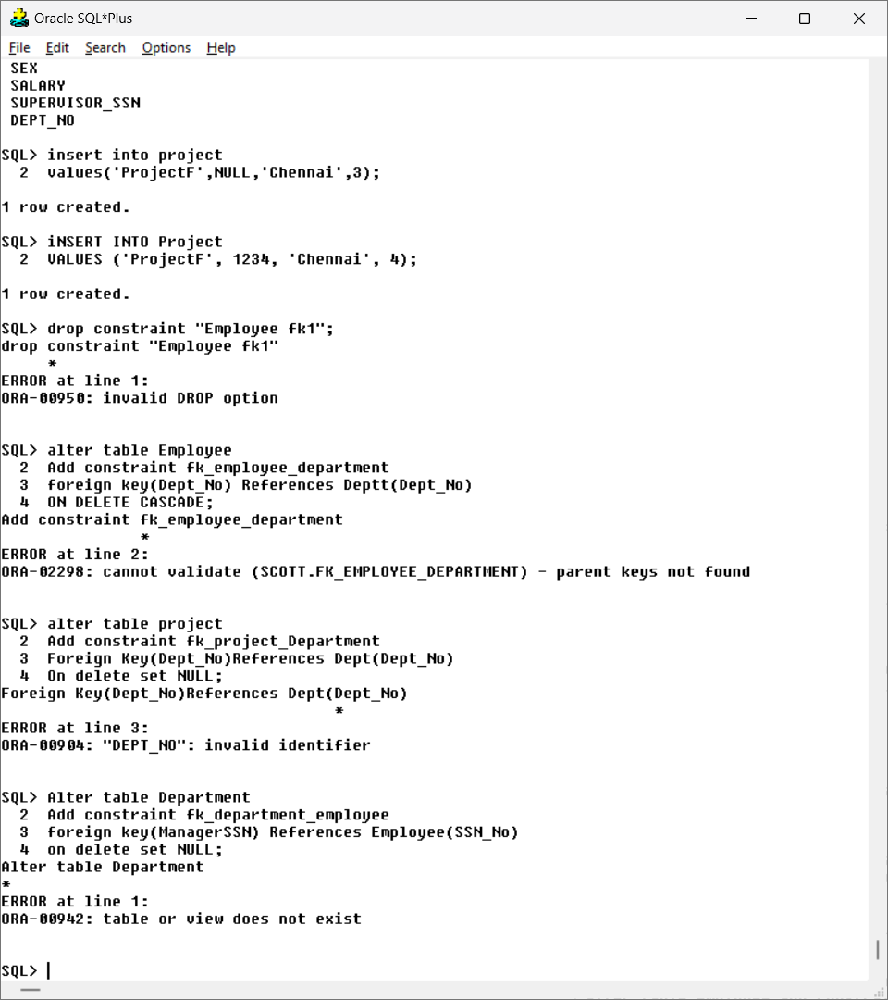 Oracle SQL*Plus
File Edit Search Options Help
SEX
SALARY
SUPERVISOR_SSN
DEPT_NO
SQL> insert into project
2 values('ProjectF',NULL,'Chennai',3);
1 row created.
SQL> iNSERT INTO Project
2 VALUES ('ProjectF', 1234, 'Chennai', 4);
1 row created.
SQL> drop constraint "Employee fk1";
drop constraint "Employee fk1"
*
ERROR at line 1:
ORA-00950: invalid DROP option
SQL> alter table Employee
2 Add constraint fk_employee_department
3 foreign key(Dept_No) References Deptt(Dept_No)
4 ON DELETE CASCADE;
Add constraint fk_employee_department
*
ERROR at line 2:
ORA-02298: cannot validate (SCOTT.FK_EMPLOYEE_DEPARTMENT) - parent keys not found
SQL> alter table project
2 Add constraint fk_project_Department
3 Foreign Key(Dept_No)References Dept(Dept_No)
4 On delete set NULL;
Foreign Key(Dept_No)References Dept(Dept_No)
*
ERROR at line 3:
ORA-00904: "DEPT_NO": invalid identifier
SQL> Alter table Department
2 Add constraint fk_department_employee
3 foreign key(ManagerSSN) References Employee(SSN_No)
4 on delete set NULL;
Alter table Department
*
ERROR at line 1:
ORA-00942: table or view does not exist
SQL>